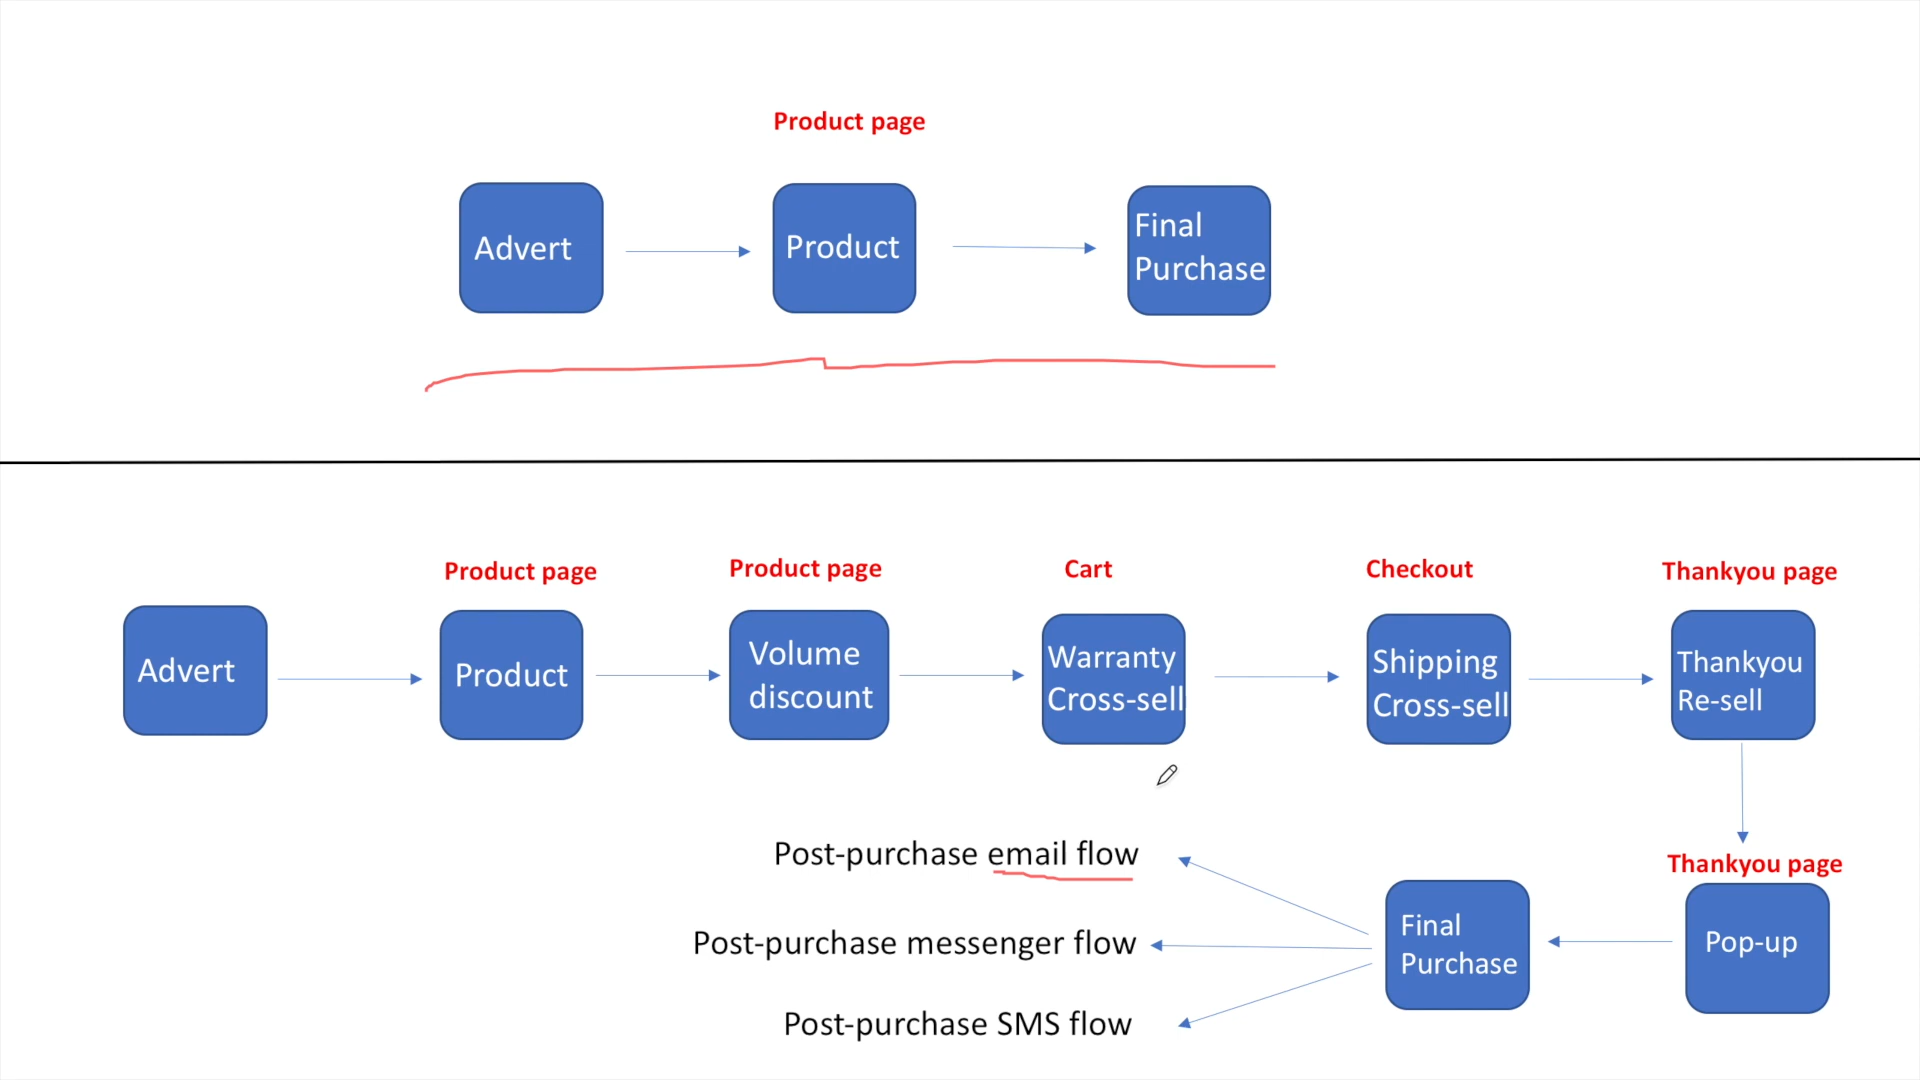 Product page
Advert
Product
Final
Purchase
Product page
Product page
Cart
Checkout
Thankyou page
Advert
Product
Volume
discount
Warranty
Cross-sell
Shipping
Cross-sell
Thankyou
Re-sell
Post-purchase email flow
Post-purchase messenger flow
Post-purchase SMS flow
Final
Purchase
Thankyou page
Pop-up